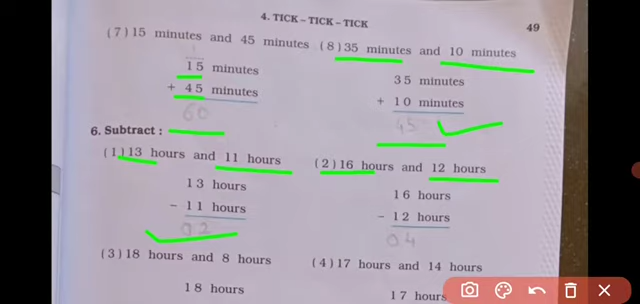 4. TICK – TICK – TICK 49
(7) 15 minutes and 45 minutes (8) 35 minutes and 10 minutes
1
15 minutes 35 minutes
+ 45 minutes + 10 minutes
60 45
6. Subtract :
(1) 13 hours and 11 hours (2) 16 hours and 12 hours
13 hours 16 hours
– 11 hours – 12 hours
02 04
(3) 18 hours and 8 hours (4) 17 hours and 14 hours
18 hours 17 hours